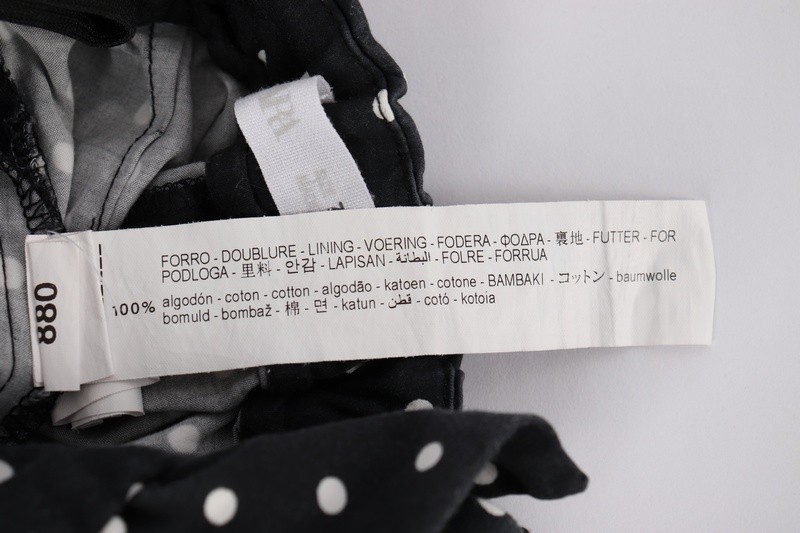 FORRO - DOUBLURE - LINING - VOERING - FODERA - ΦΟΔΡΑ - 裏地 - FUTTER - FOR
PODLOGA - 里料 - 안감 - LAPISAN - البطانة - FOLRE - FORRUA
100% algodón - coton - cotton - algodão - katoen - cotone - BAMBAKI - コットン - baumwolle
bomuld - bombaž - 棉 - 면 - katun - قطن - cotó - kotoia
880